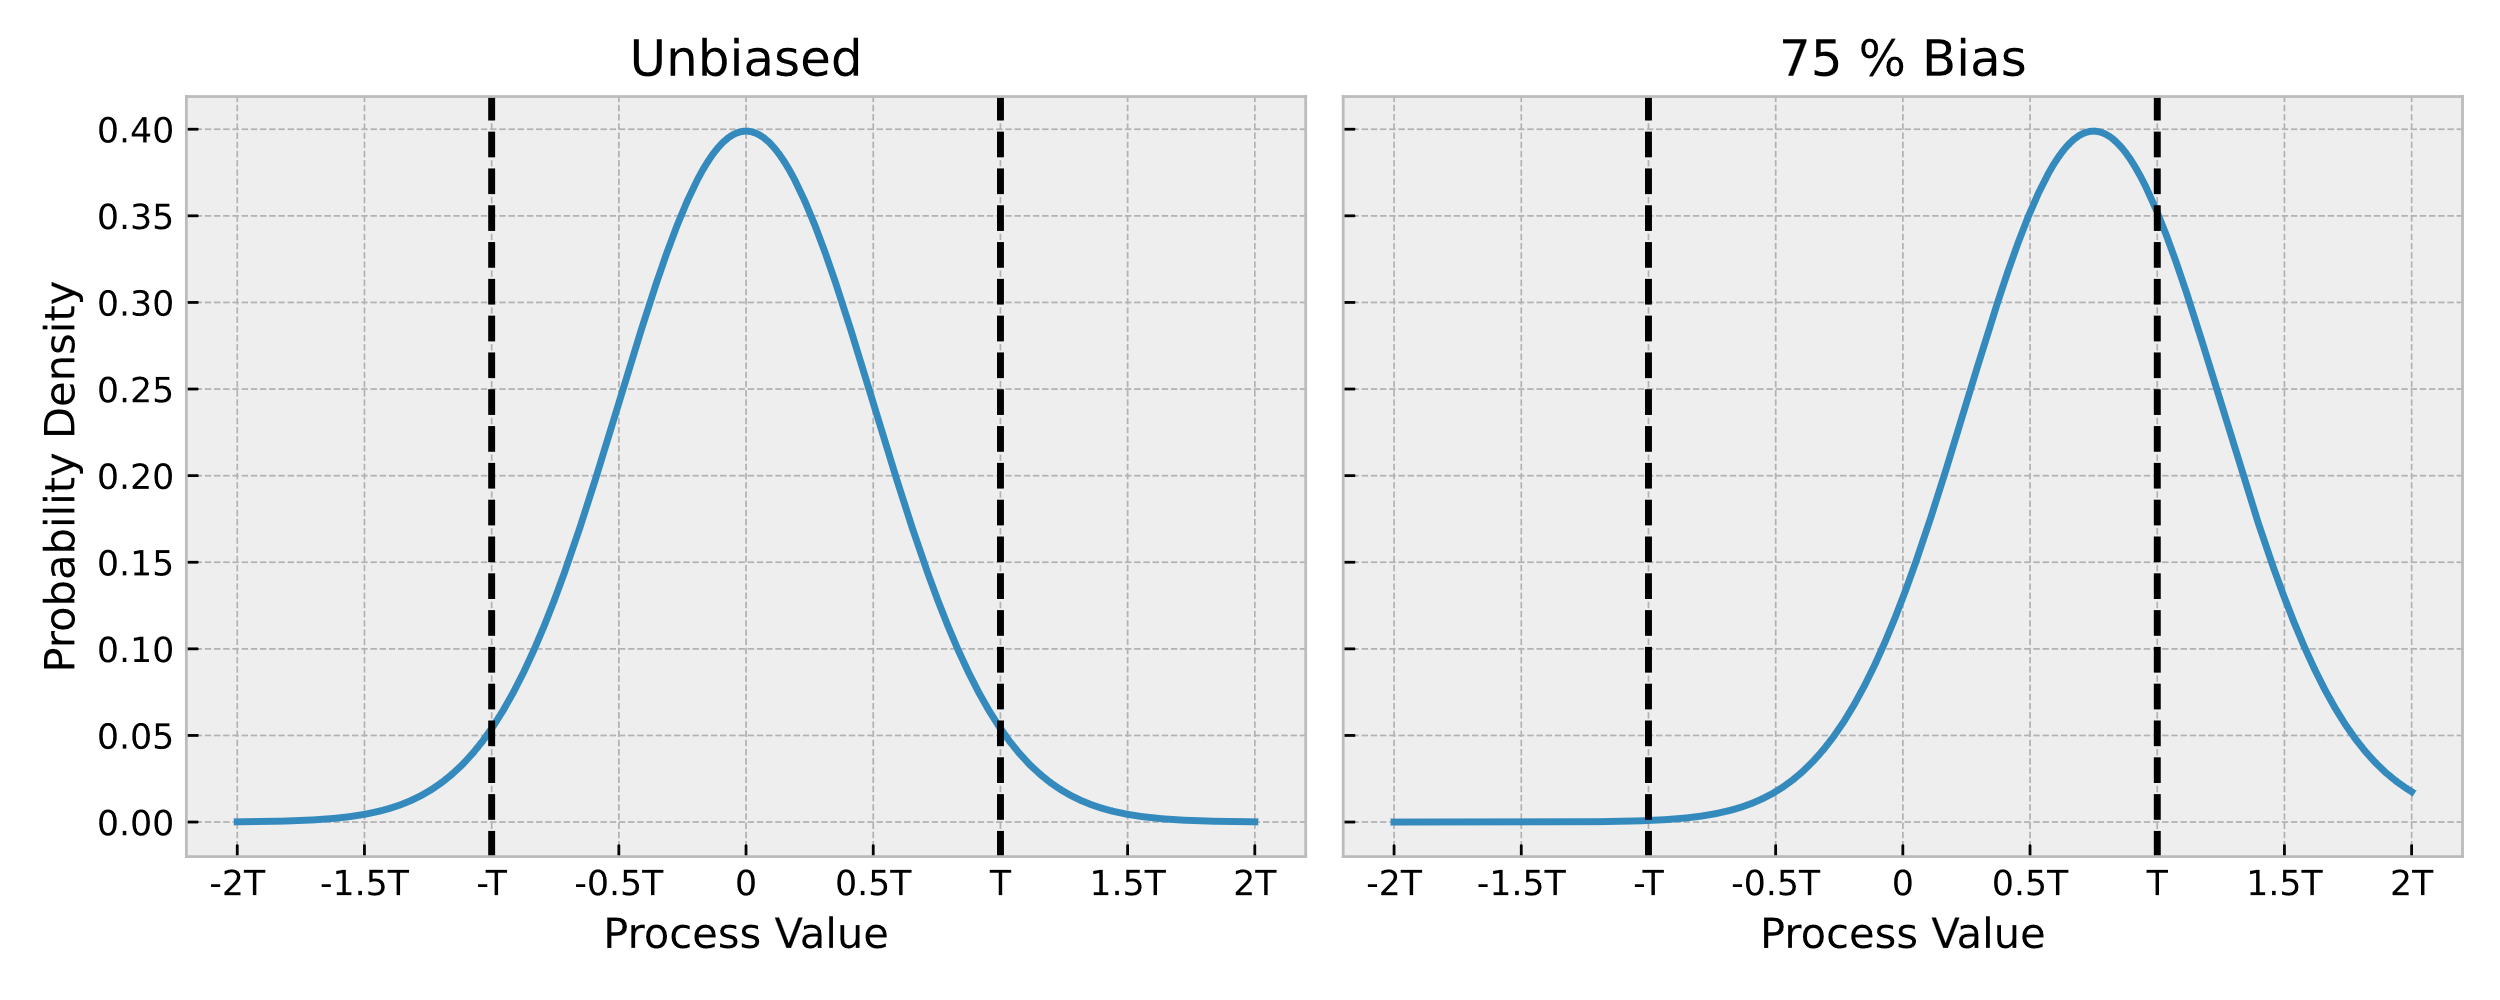 Unbiased
75 % Bias
Probability Density
0.40
0.35
0.30
0.25
0.20
0.15
0.10
0.05
0.00
-2T -1.5T -T -0.5T 0 0.5T T 1.5T 2T
-2T -1.5T -T -0.5T 0 0.5T T 1.5T 2T
Process Value
Process Value